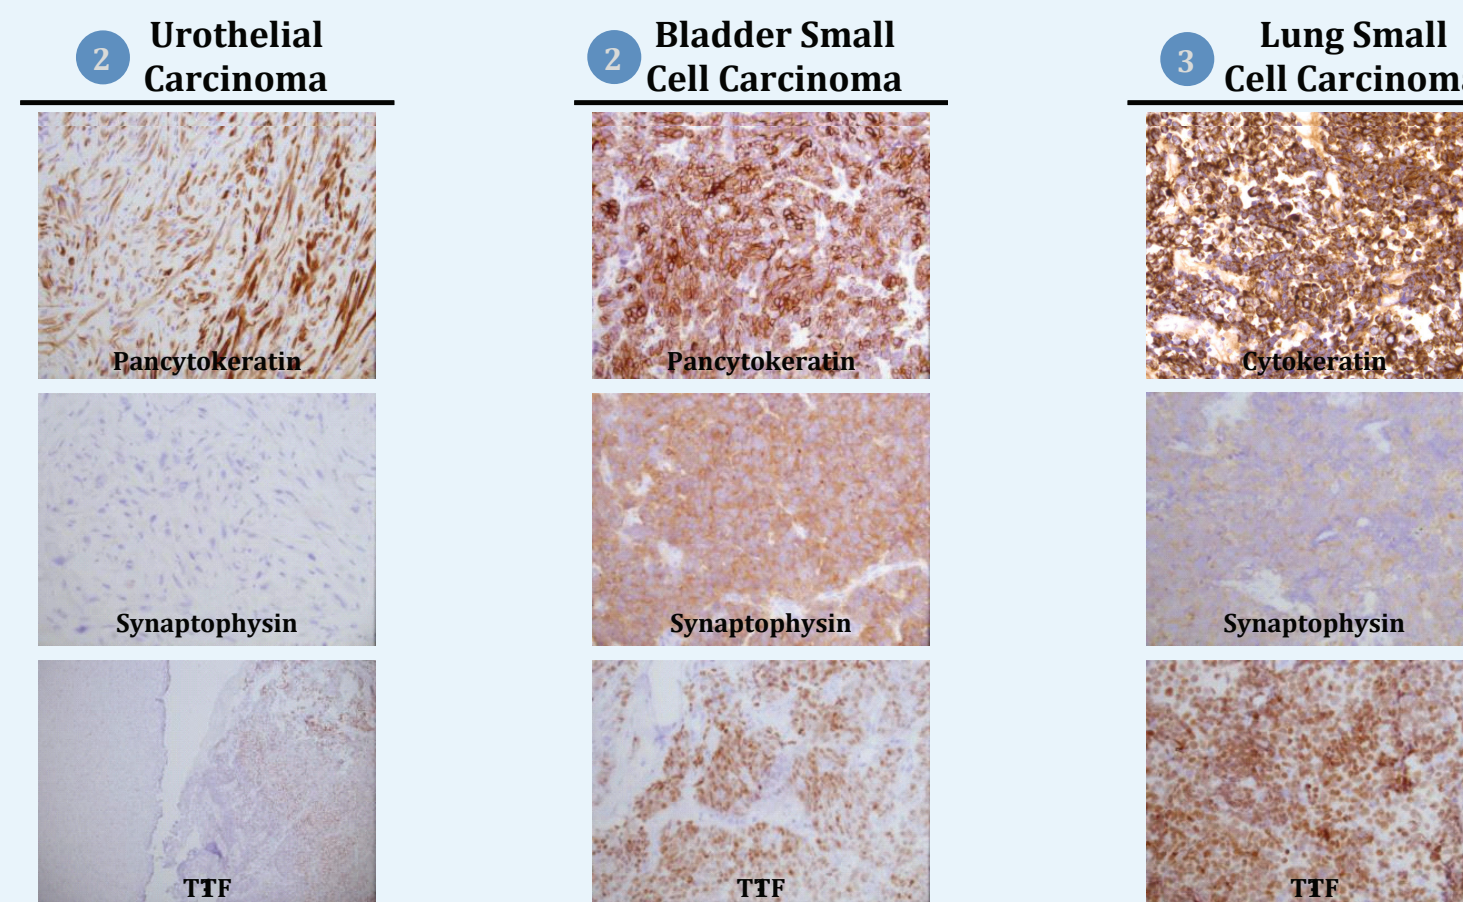 2
Urothelial
Carcinoma
2
Bladder Small
Cell Carcinoma
3
Lung Small
Cell Carcinoma
Pancytokeratin
Pancytokeratin
Cytokeratin
Synaptophysin
Synaptophysin
Synaptophysin
TTF
TTF
TTF